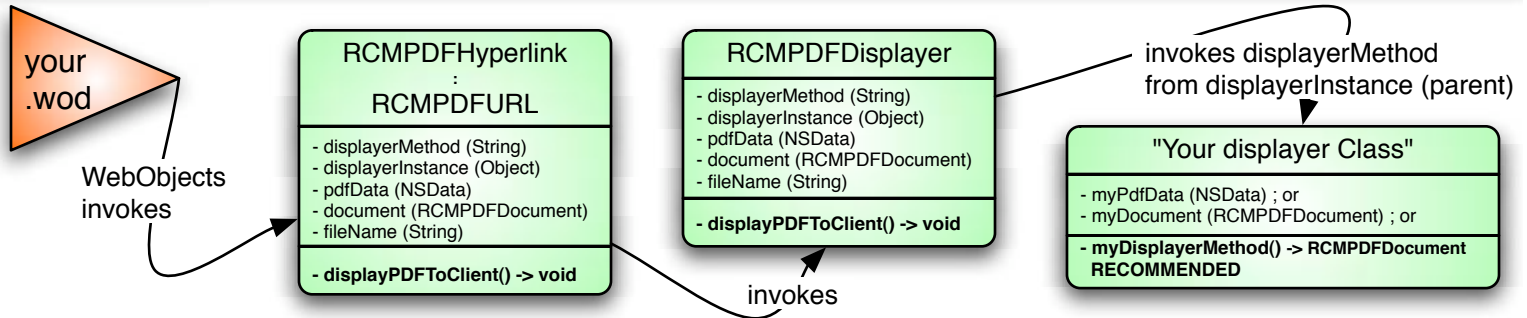 your
.wod
WebObjects
invokes
RCMPDFHyperlink
:
RCMPDFURL
- displayerMethod (String)
- displayerInstance (Object)
- pdfData (NSData)
- document (RCMPDFDocument)
- fileName (String)
- displayPDFToClient() -> void
invokes
RCMPDFDisplayer
- displayerMethod (String)
- displayerInstance (Object)
- pdfData (NSData)
- document (RCMPDFDocument)
- fileName (String)
- displayPDFToClient() -> void
invokes displayerMethod
from displayerInstance (parent)
"Your displayer Class"
- myPdfData (NSData) ; or
- myDocument (RCMPDFDocument) ; or
- myDisplayerMethod() -> RCMPDFDocument
RECOMMENDED